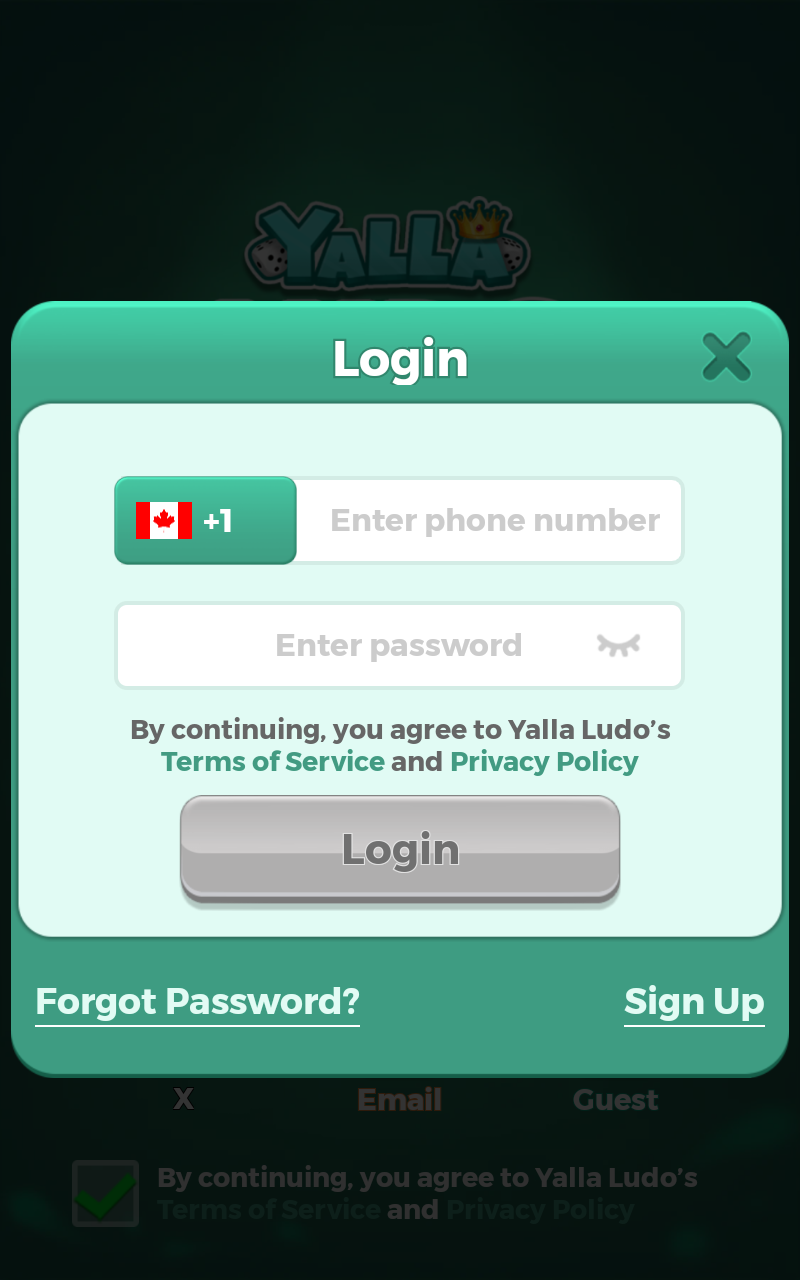 YALLA
Login
+1 Enter phone number
Enter password
By continuing, you agree to Yalla Ludo’s
Terms of Service and Privacy Policy
Login
Forgot Password? Sign Up
X Email Guest
By continuing, you agree to Yalla Ludo’s
Terms of Service and Privacy Policy